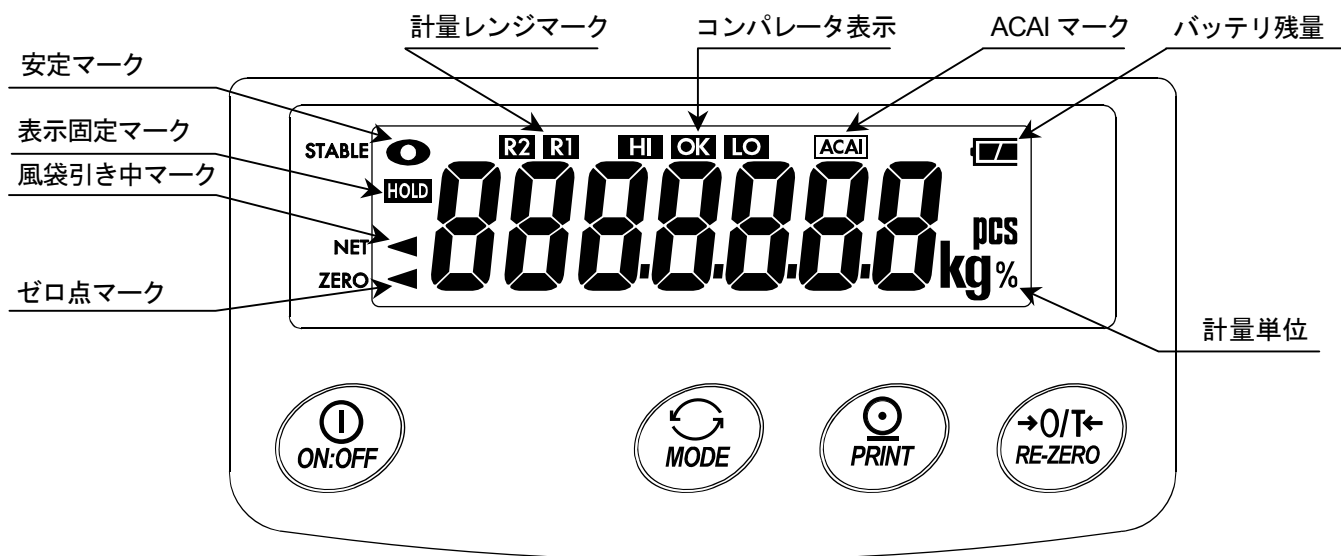 計量レンジマーク
コンパレータ表示
ACAI マーク
バッテリ残量
安定マーク
表示固定マーク
風袋引き中マーク
ゼロ点マーク
STABLE
R2 R1 HI OK LO ACAI
HOLD
NET
ZERO
888.8.8.8.8
pcs
kg %
計量単位
ON:OFF
MODE
PRINT
→0/T←
RE-ZERO